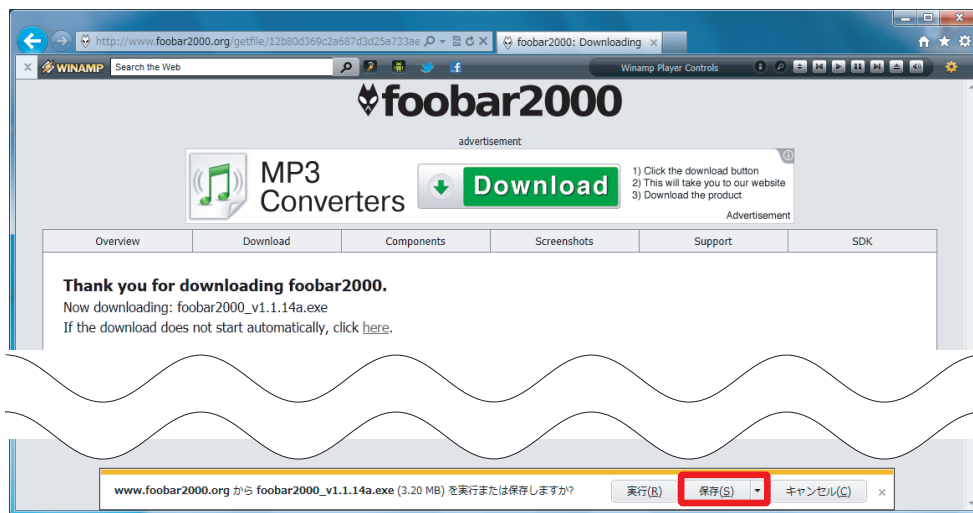 http://www.foobar2000.org/getfile/12b80d369c2a687d3d25a733ae
foobar2000: Downloading
WINAMP
Search the Web
Winamp Player Controls
foobar2000
advertisement
MP3
Converters
Download
1) Click the download button
2) This will take you to our website
3) Download the product
Advertisement
Overview Download Components Screenshots Support SDK
Thank you for downloading foobar2000.
Now downloading: foobar2000_v1.1.14a.exe
If the download does not start automatically, click here.
www.foobar2000.org から foobar2000_v1.1.14a.exe (3.20 MB) を実行または保存しますか? 実行(R) 保存(S) キャンセル(C)